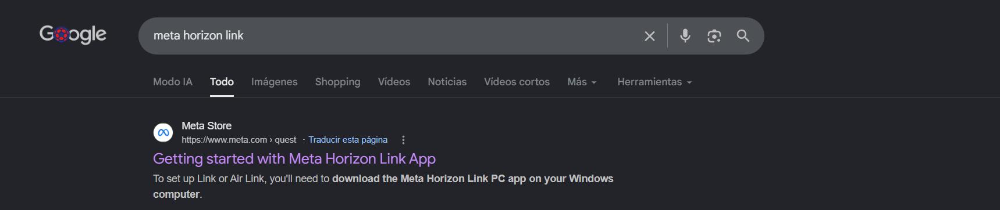 Google
meta horizon link
Modo IA Todo Imágenes Shopping Vídeos Noticias Vídeos cortos Más Herramientas
Meta Store
https://www.meta.com › quest · Traducir esta página
Getting started with Meta Horizon Link App
To set up Link or Air Link, you'll need to download the Meta Horizon Link PC app on your Windows
computer.